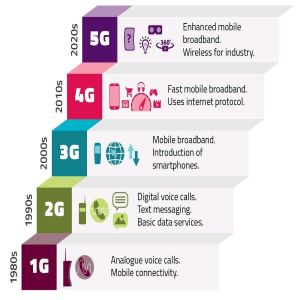 2020s
5G
?
360°
Enhanced mobile
broadband.
Wireless for industry.
2010s
4G
Fast mobile broadband.
Uses internet protocol.
2000s
3G
Mobile broadband.
Introduction of
smartphones.
1990s
2G
Digital voice calls.
Text messaging.
Basic data services.
1980s
1G
Analogue voice calls.
Mobile connectivity.